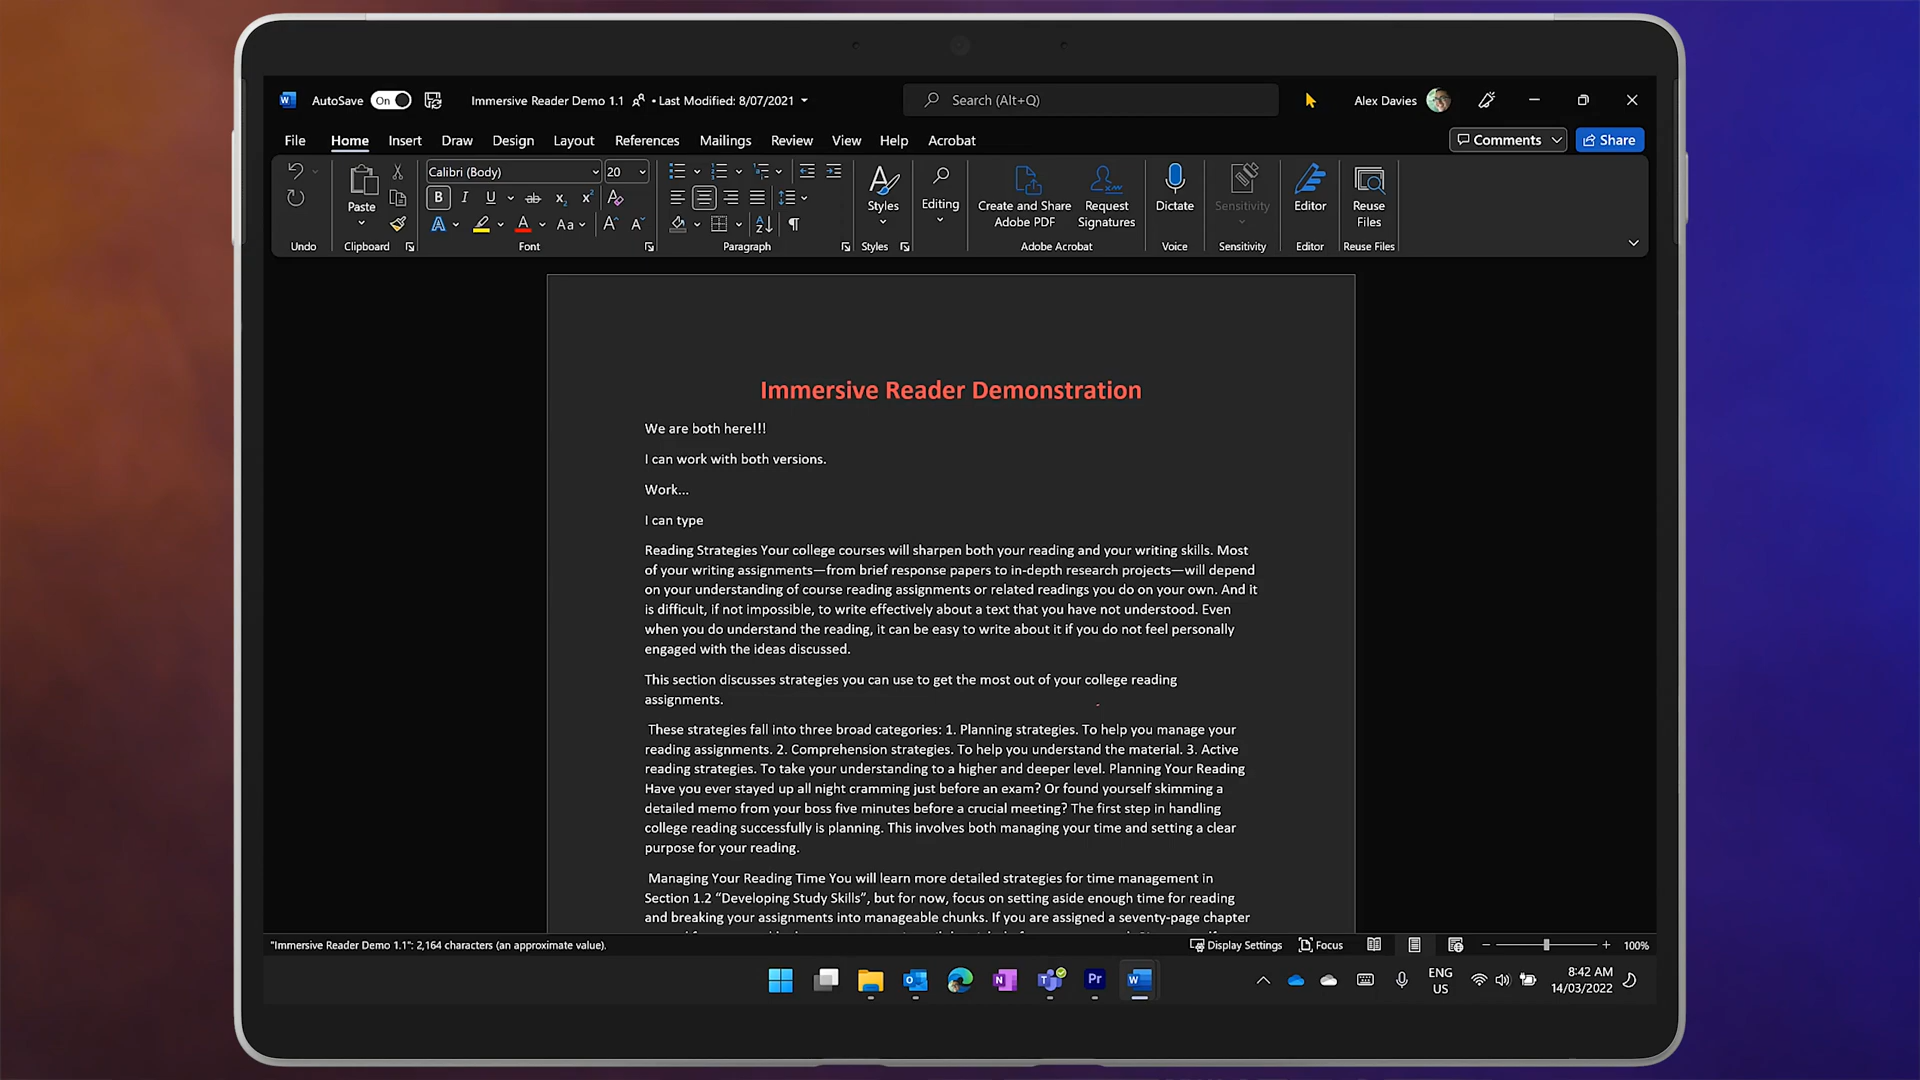 AutoSave On Immersive Reader Demo 1.1 • Last Modified: 8/07/2021 Search (Alt+Q) Alex Davies
File Home Insert Draw Design Layout References Mailings Review View Help Acrobat Comments Share
Calibri (Body) 20
Paste Styles Editing Create and Share Adobe PDF Request Signatures Dictate Sensitivity Editor Reuse Files
Undo Clipboard Font Paragraph Styles Adobe Acrobat Voice Sensitivity Editor Reuse Files
Immersive Reader Demonstration
We are both here!!!
I can work with both versions.
Work...
I can type
Reading Strategies Your college courses will sharpen both your reading and your writing skills. Most
of your writing assignments—from brief response papers to in-depth research projects—will depend
on your understanding of course reading assignments or related readings you do on your own. And it
is difficult, if not impossible, to write effectively about a text that you have not understood. Even
when you do understand the reading, it can be easy to write about it if you do not feel personally
engaged with the ideas discussed.
This section discusses strategies you can use to get the most out of your college reading
assignments.
These strategies fall into three broad categories: 1. Planning strategies. To help you manage your
reading assignments. 2. Comprehension strategies. To help you understand the material. 3. Active
reading strategies. To take your understanding to a higher and deeper level. Planning Your Reading
Have you ever stayed up all night cramming just before an exam? Or found yourself skimming a
detailed memo from your boss five minutes before a crucial meeting? The first step in handling
college reading successfully is planning. This involves both managing your time and setting a clear
purpose for your reading.
Managing Your Reading Time You will learn more detailed strategies for time management in
Section 1.2 “Developing Study Skills”, but for now, focus on setting aside enough time for reading
and breaking your assignments into manageable chunks. If you are assigned a seventy-page chapter
"Immersive Reader Demo 1.1": 2,164 characters (an approximate value). Display Settings Focus 100%
ENG US 8:42 AM
14/03/2022